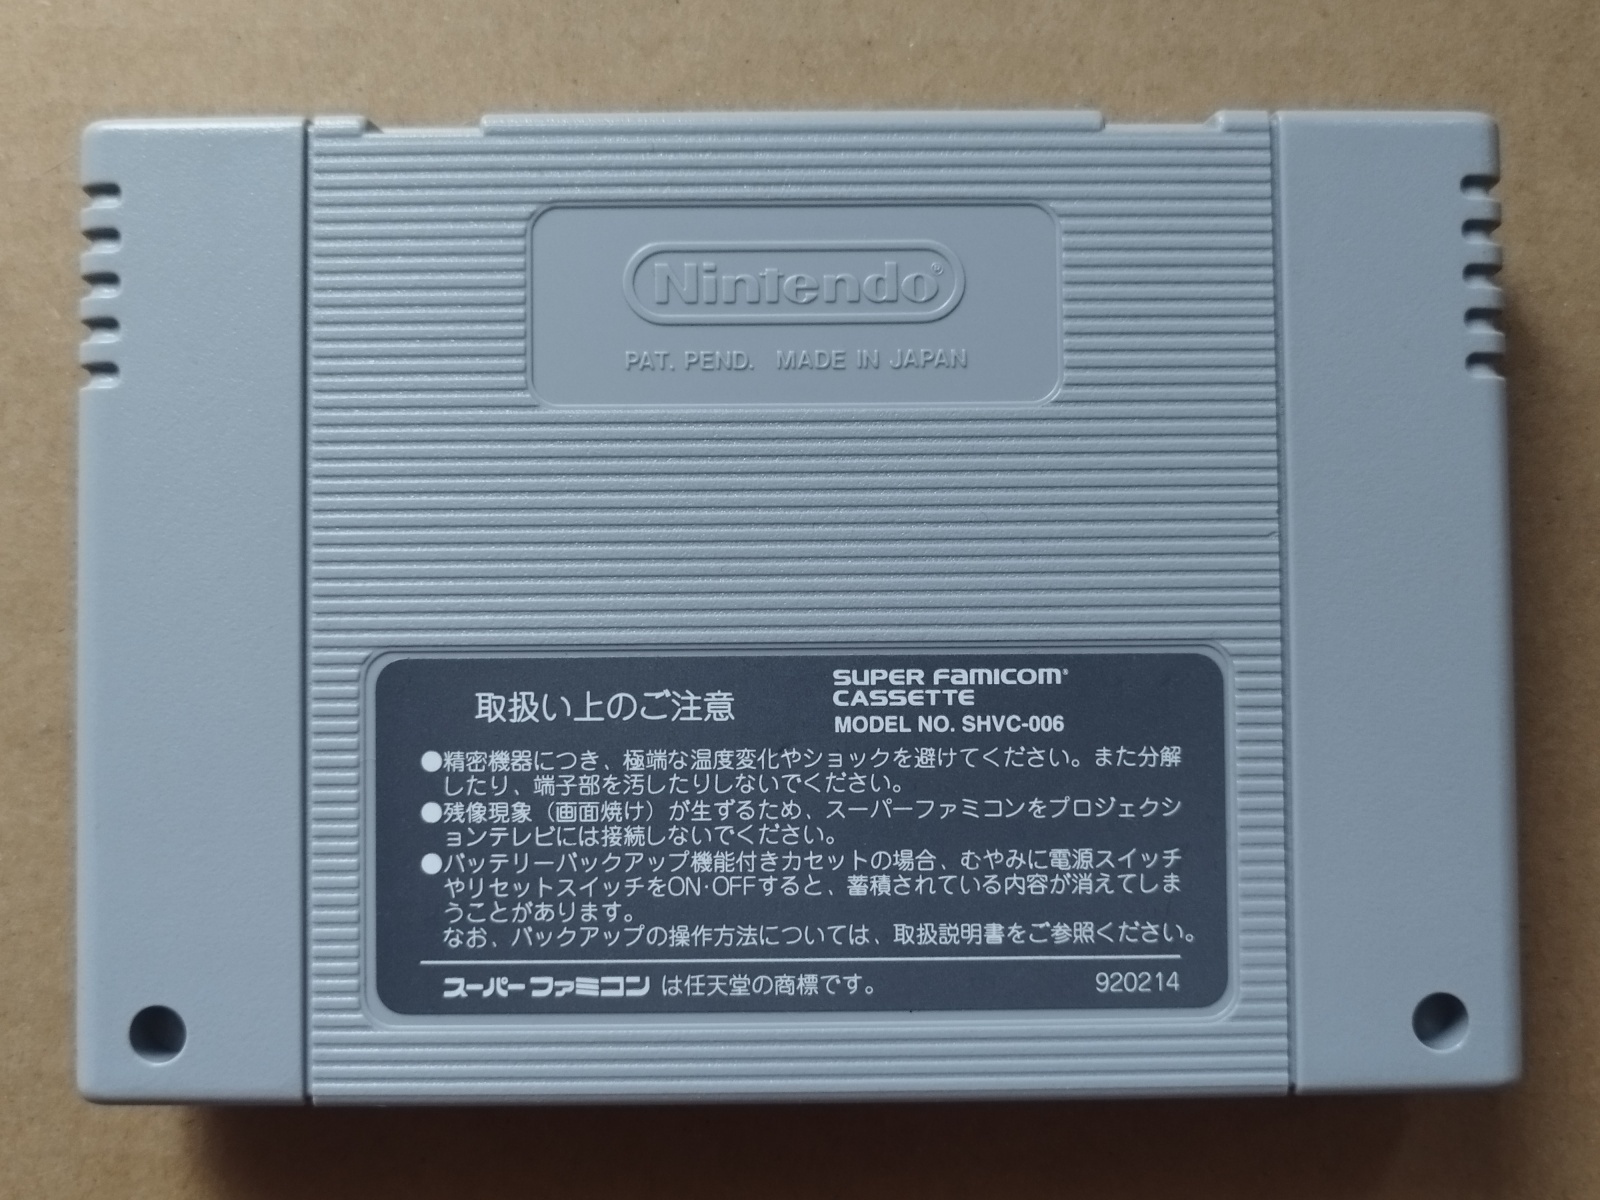 Nintendo®
PAT. PEND. MADE IN JAPAN
取扱い上のご注意
SUPER FAMICOM®
CASSETTE
MODEL NO. SHVC-006
●精密機器につき、極端な温度変化やショックを避けてください。また分解
したり、端子部を汚したりしないでください。
●残像現象（画面焼け）が生ずるため、スーパーファミコンをプロジェクシ
ョンテレビには接続しないでください。
●バッテリーバックアップ機能付きカセットの場合、むやみに電源スイッチ
やリセットスイッチをON·OFFすると、蓄積されている内容が消えてしま
うことがあります。
なお、バックアップの操作方法については、取扱説明書をご参照ください。
スーパーファミコン は任天堂の商標です。
920214